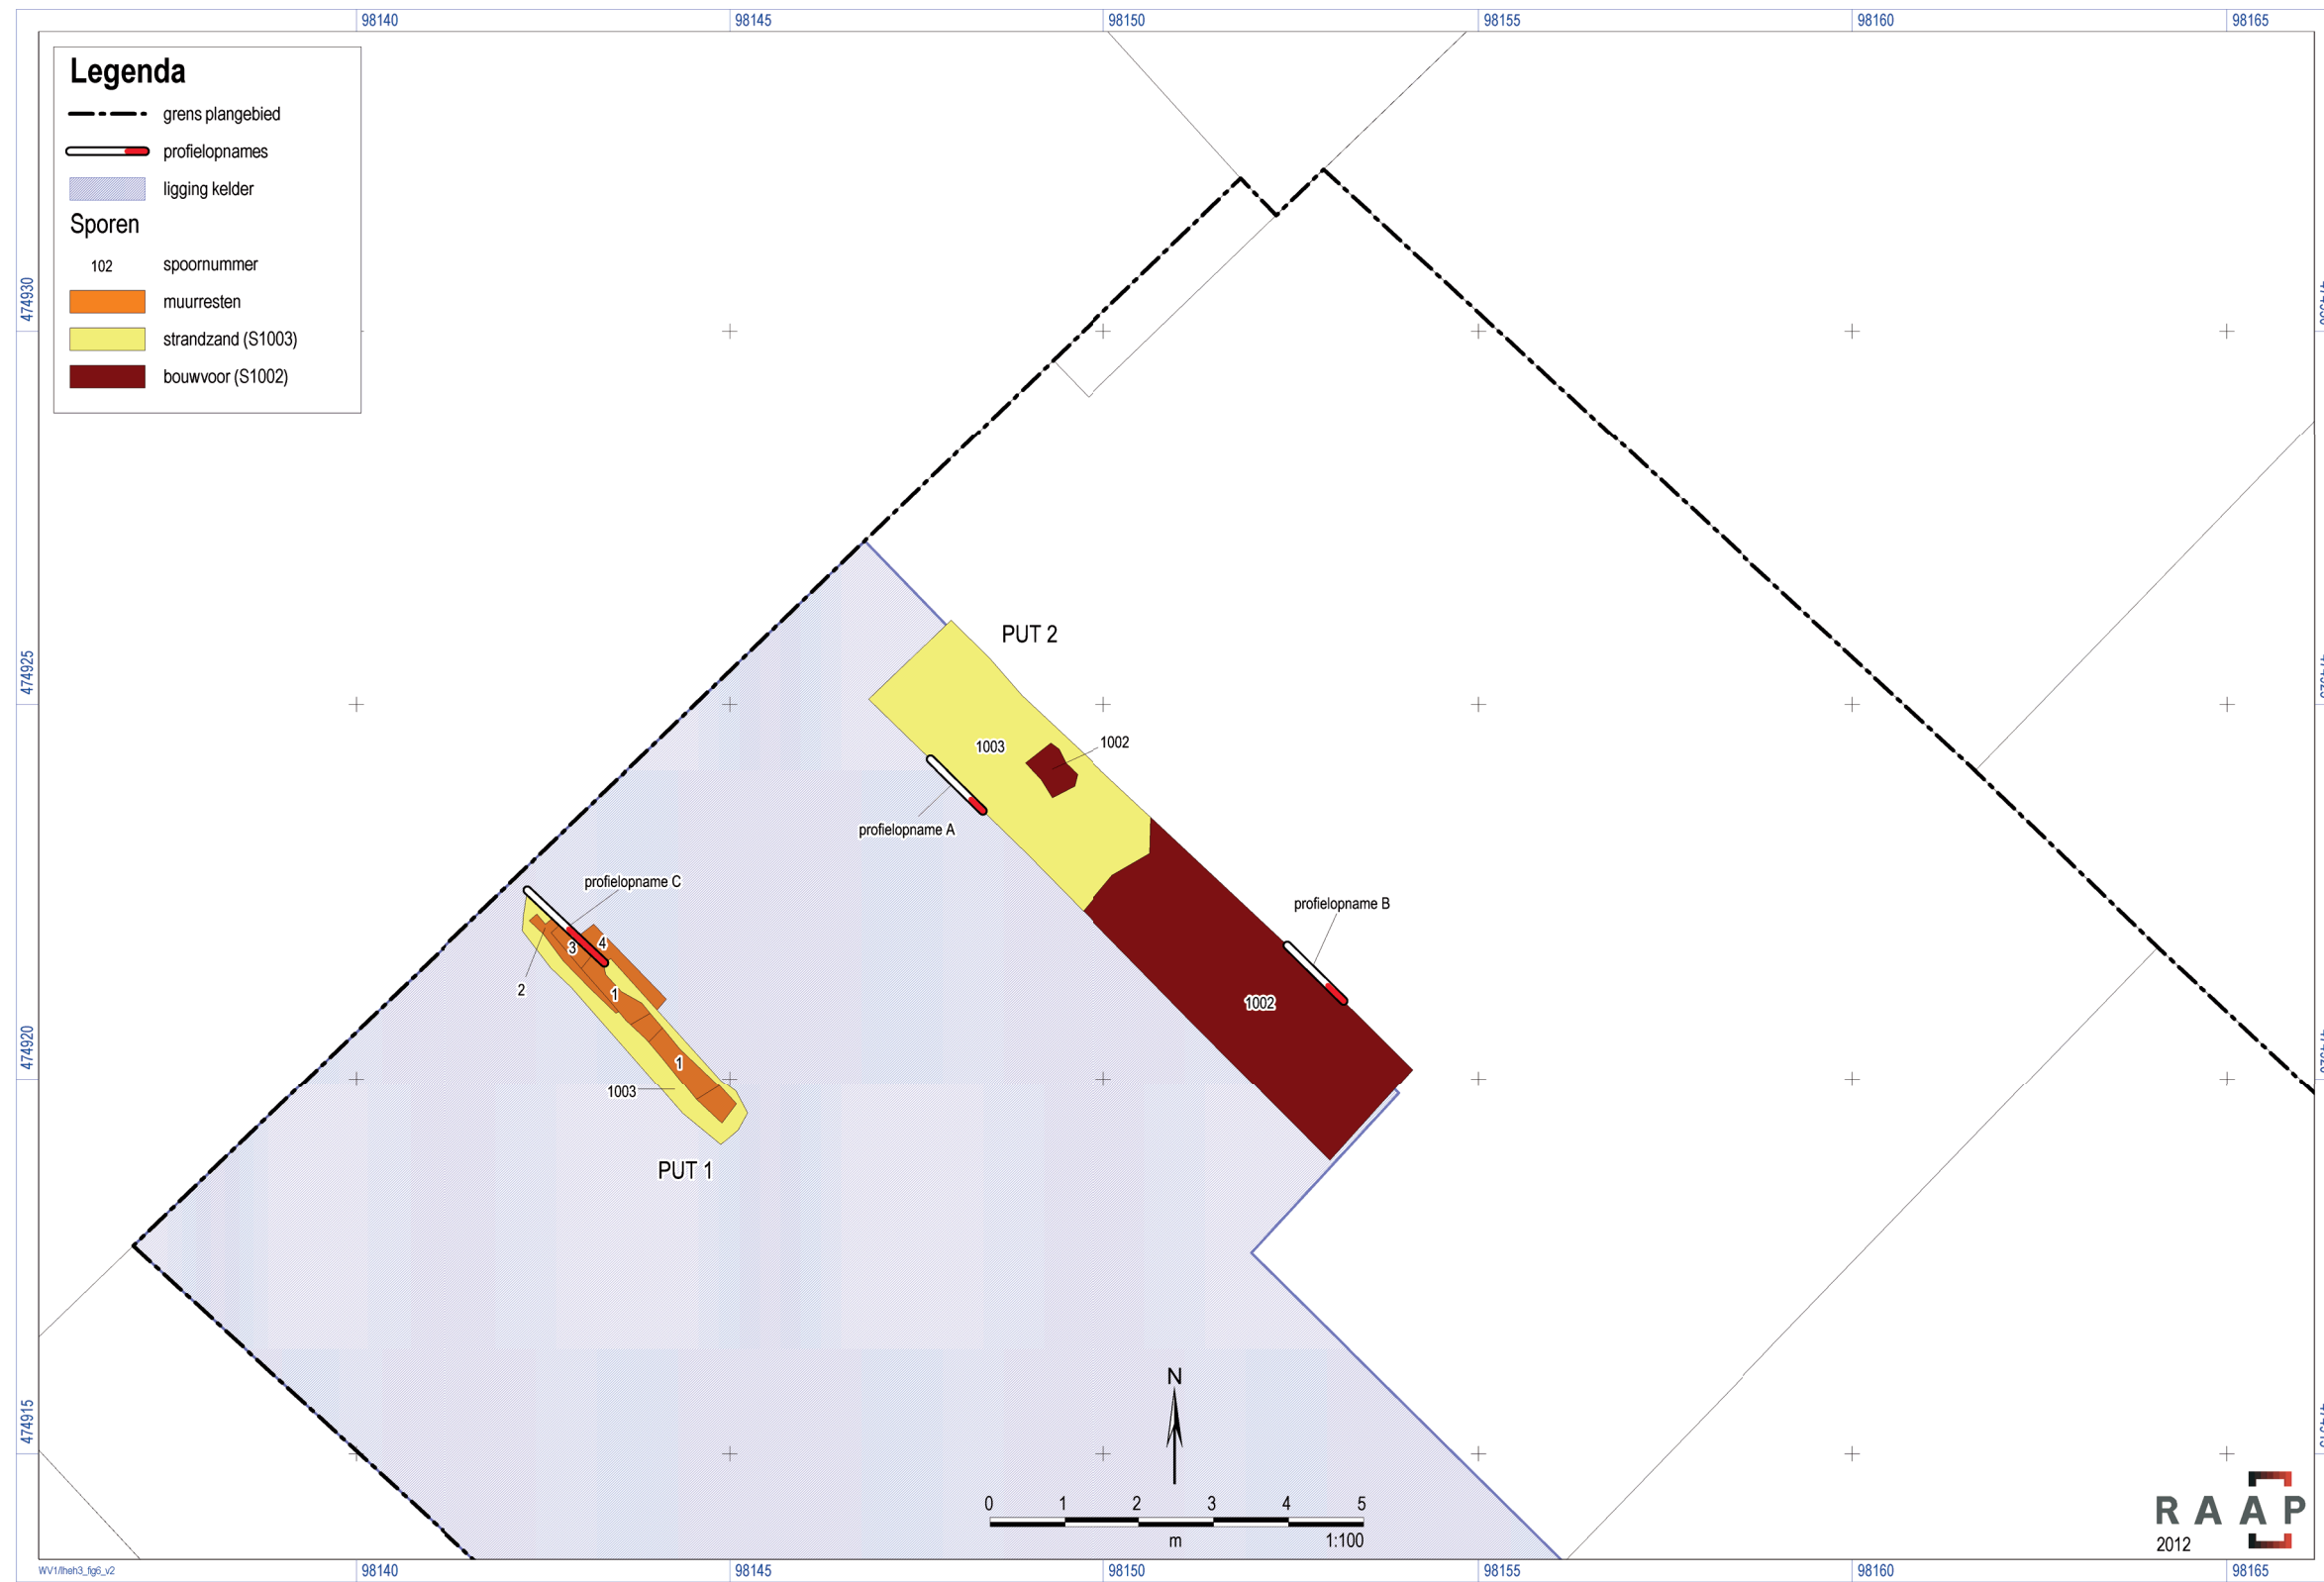 98140 98145 98150 98155 98160 98165
Legenda
grens plangebied
profielopnames
ligging kelder
Sporen
102 spoornummer
muurresten
strandzand (S1003)
bouwvoor (S1002)
474930
474925
PUT 2
1003
1002
profielopname A
profielopname C
profielopname B
3 4
2
1
1002
474920
1
1003
PUT 1
N
474915
0 1 2 3 4 5
m 1:100
RAAP
2012
98140 98145 98150 98155 98160 98165
WV1/lheh3_fig6_v2